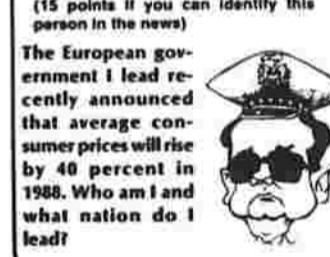 (15 points if you can identify this
person in the news)
The European gov-
ernment I lead re-
cently announced
that average con-
sumer prices will rise
by 40 percent in
1988. Who am I and
what nation do I
lead?